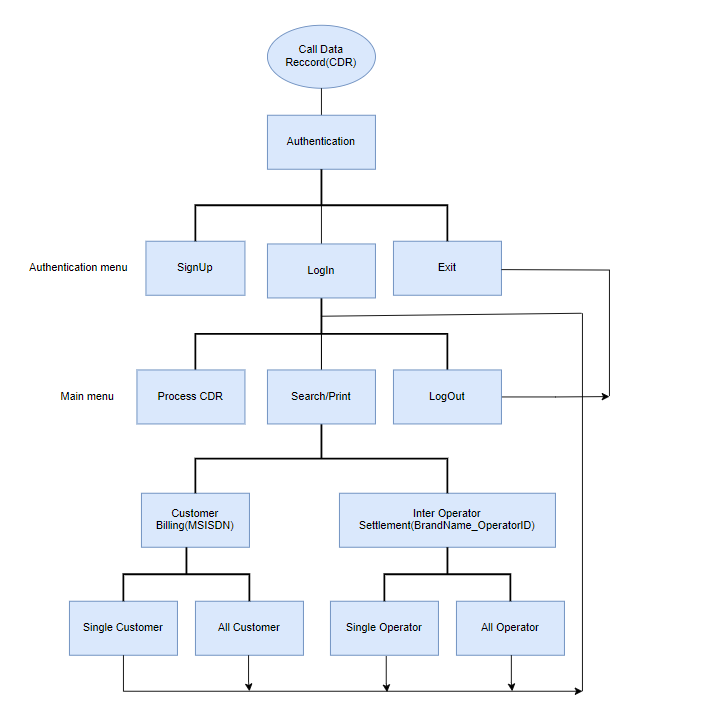 Call Data
Reccord(CDR)
Authentication
Authentication menu
SignUp
LogIn
Exit
Main menu
Process CDR
Search/Print
LogOut
Customer
Billing(MSISDN)
Inter Operator
Settlement(BrandName_OperatorID)
Single Customer
All Customer
Single Operator
All Operator